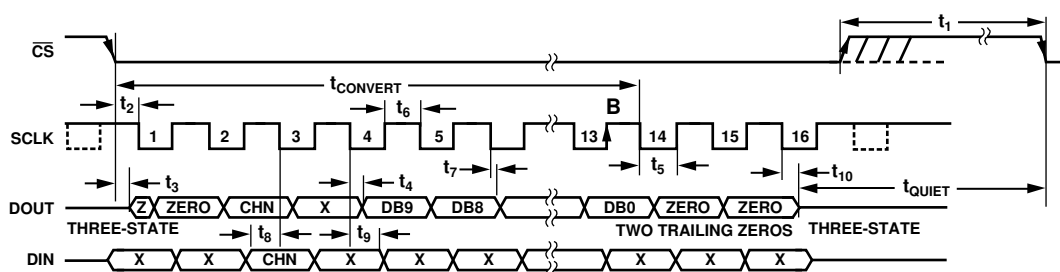 t1
CS
tCONVERT
t2 t6 B
SCLK 1 2 3 4 5 13 14 15 16
t3 t4 t7 t5 t10
tQUIET
DOUT Z ZERO CHN X DB9 DB8 DB0 ZERO ZERO
THREE-STATE t8 t9 TWO TRAILING ZEROS THREE-STATE
DIN X X CHN X X X X X X